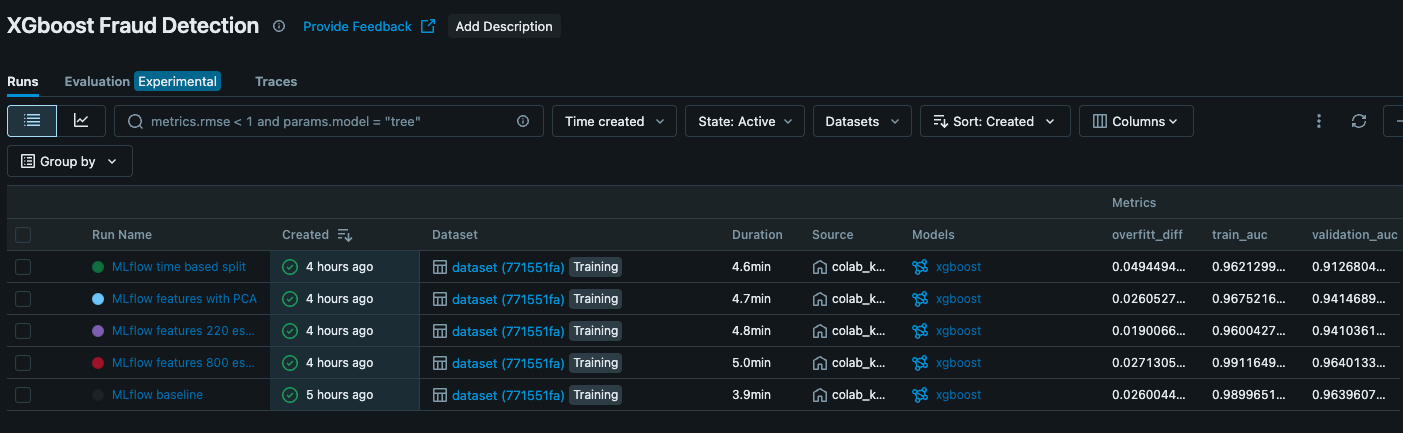 XGboost Fraud Detection Provide Feedback Add Description
Runs Evaluation Experimental Traces
metrics.rmse < 1 and params.model = "tree" Time created State: Active Datasets Sort: Created Columns
Group by
Metrics
Run Name Created Dataset Duration Source Models overfitt_diff train_auc validation_auc
MLflow time based split 4 hours ago dataset (771551fa) Training 4.6min colab_k... xgboost 0.0494494... 0.9621299... 0.9126804...
MLflow features with PCA 4 hours ago dataset (771551fa) Training 4.7min colab_k... xgboost 0.0260527... 0.9675216... 0.9414689...
MLflow features 220 es... 4 hours ago dataset (771551fa) Training 4.8min colab_k... xgboost 0.0190066... 0.9600427... 0.9410361...
MLflow features 800 es... 4 hours ago dataset (771551fa) Training 5.0min colab_k... xgboost 0.0271305... 0.9911649... 0.9640133...
MLflow baseline 5 hours ago dataset (771551fa) Training 3.9min colab_k... xgboost 0.0260044... 0.9899651... 0.9639607...